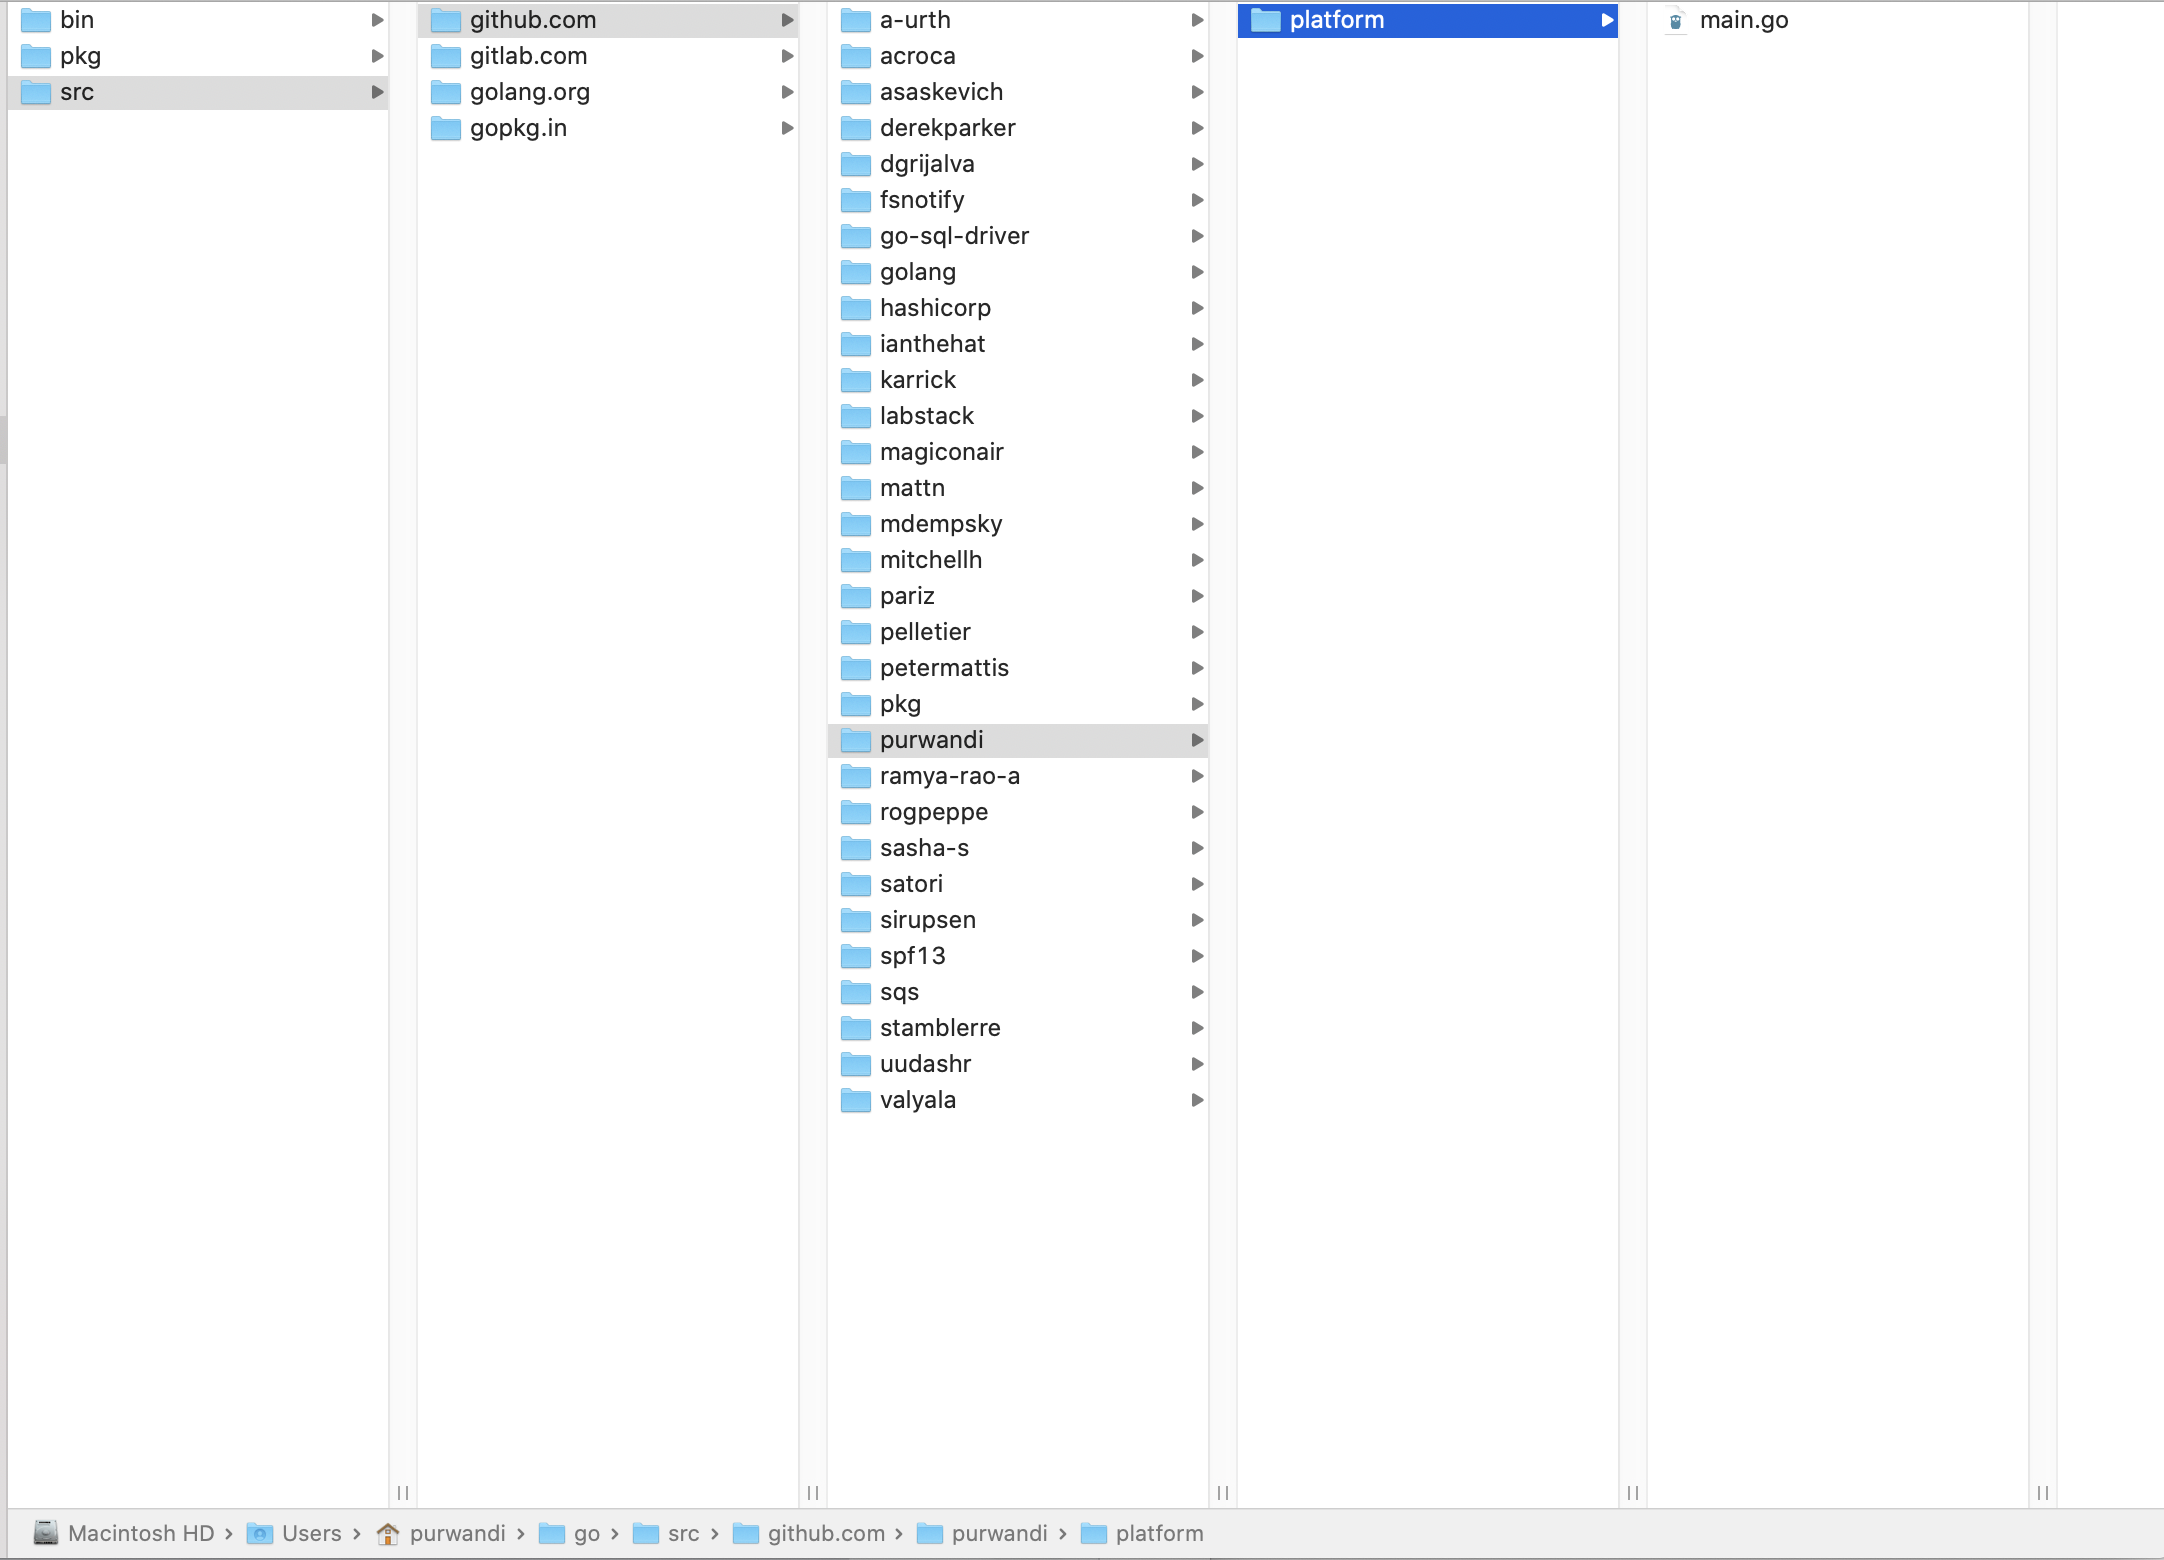 bin
pkg
src
github.com
gitlab.com
golang.org
gopkg.in
a-urth
acroca
asaskevich
derekparker
dgrijalva
fsnotify
go-sql-driver
golang
hashicorp
ianthehat
karrick
labstack
magiconair
mattn
mdempsky
mitchellh
pariz
pelletier
petermattis
pkg
purwandi
ramya-rao-a
rogpeppe
sasha-s
satori
sirupsen
spf13
sqs
stamblerre
uudashr
valyala
platform
main.go
Macintosh HD › Users › purwandi › go › src › github.com › purwandi › platform